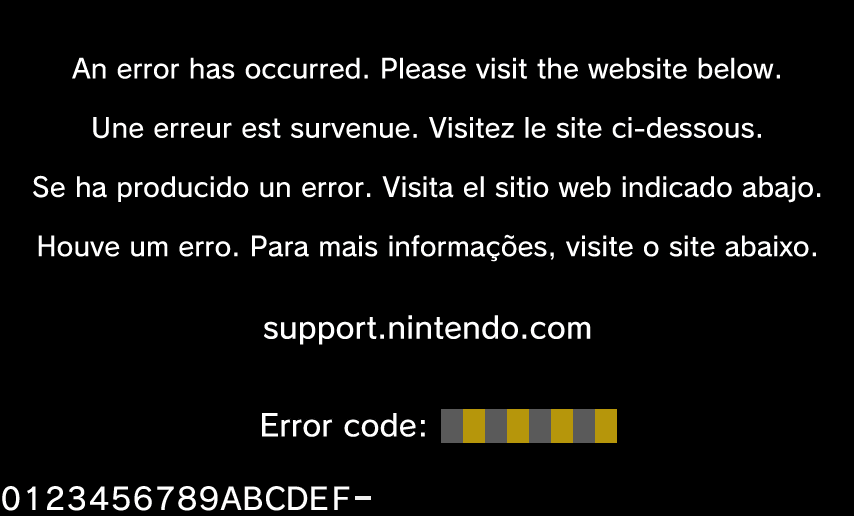 An error has occurred. Please visit the website below.
Une erreur est survenue. Visitez le site ci-dessous.
Se ha producido un error. Visita el sitio web indicado abajo.
Houve um erro. Para mais informações, visite o site abaixo.
support.nintendo.com
Error code:
0123456789ABCDEF-